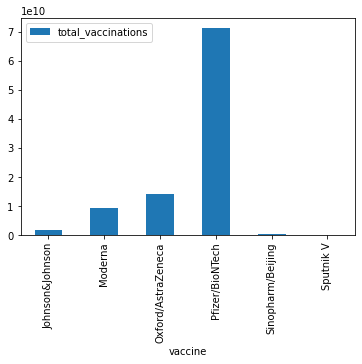 1e10
total_vaccinations
7
6
5
4
3
2
1
0
Johnson&Johnson
Moderna
Oxford/AstraZeneca
Pfizer/BioNTech
Sinopharm/Beijing
Sputnik V
vaccine